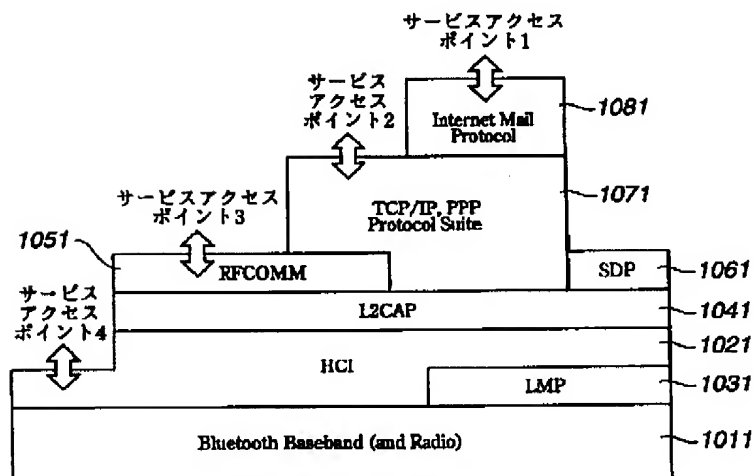 サービスアクセス
ポイント1
サービス
アクセス
ポイント2
1081
Internet Mail
Protocol
1071
TCP/IP, PPP
Protocol Suite
サービスアクセス
ポイント3
1051
RFCOMM
SDP
1061
サービス
アクセス
ポイント4
L2CAP
1041
1021
HCI
LMP
1031
Bluetooth Baseband (and Radio)
1011